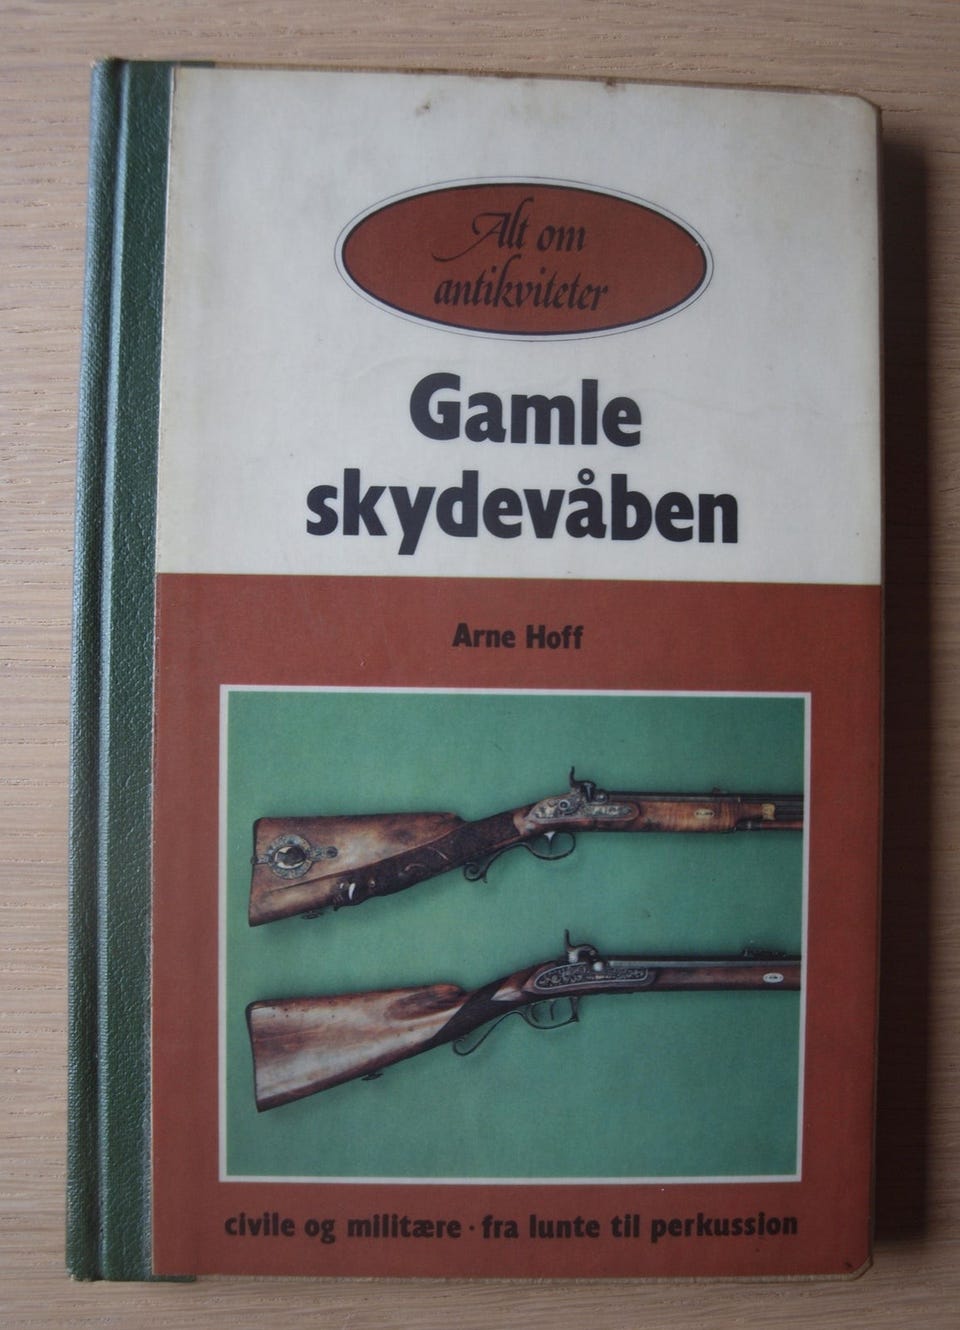 Alt om
antikviteter
Gamle
skydevåben
Arne Hoff
civile og militære · fra lunte til perkussion